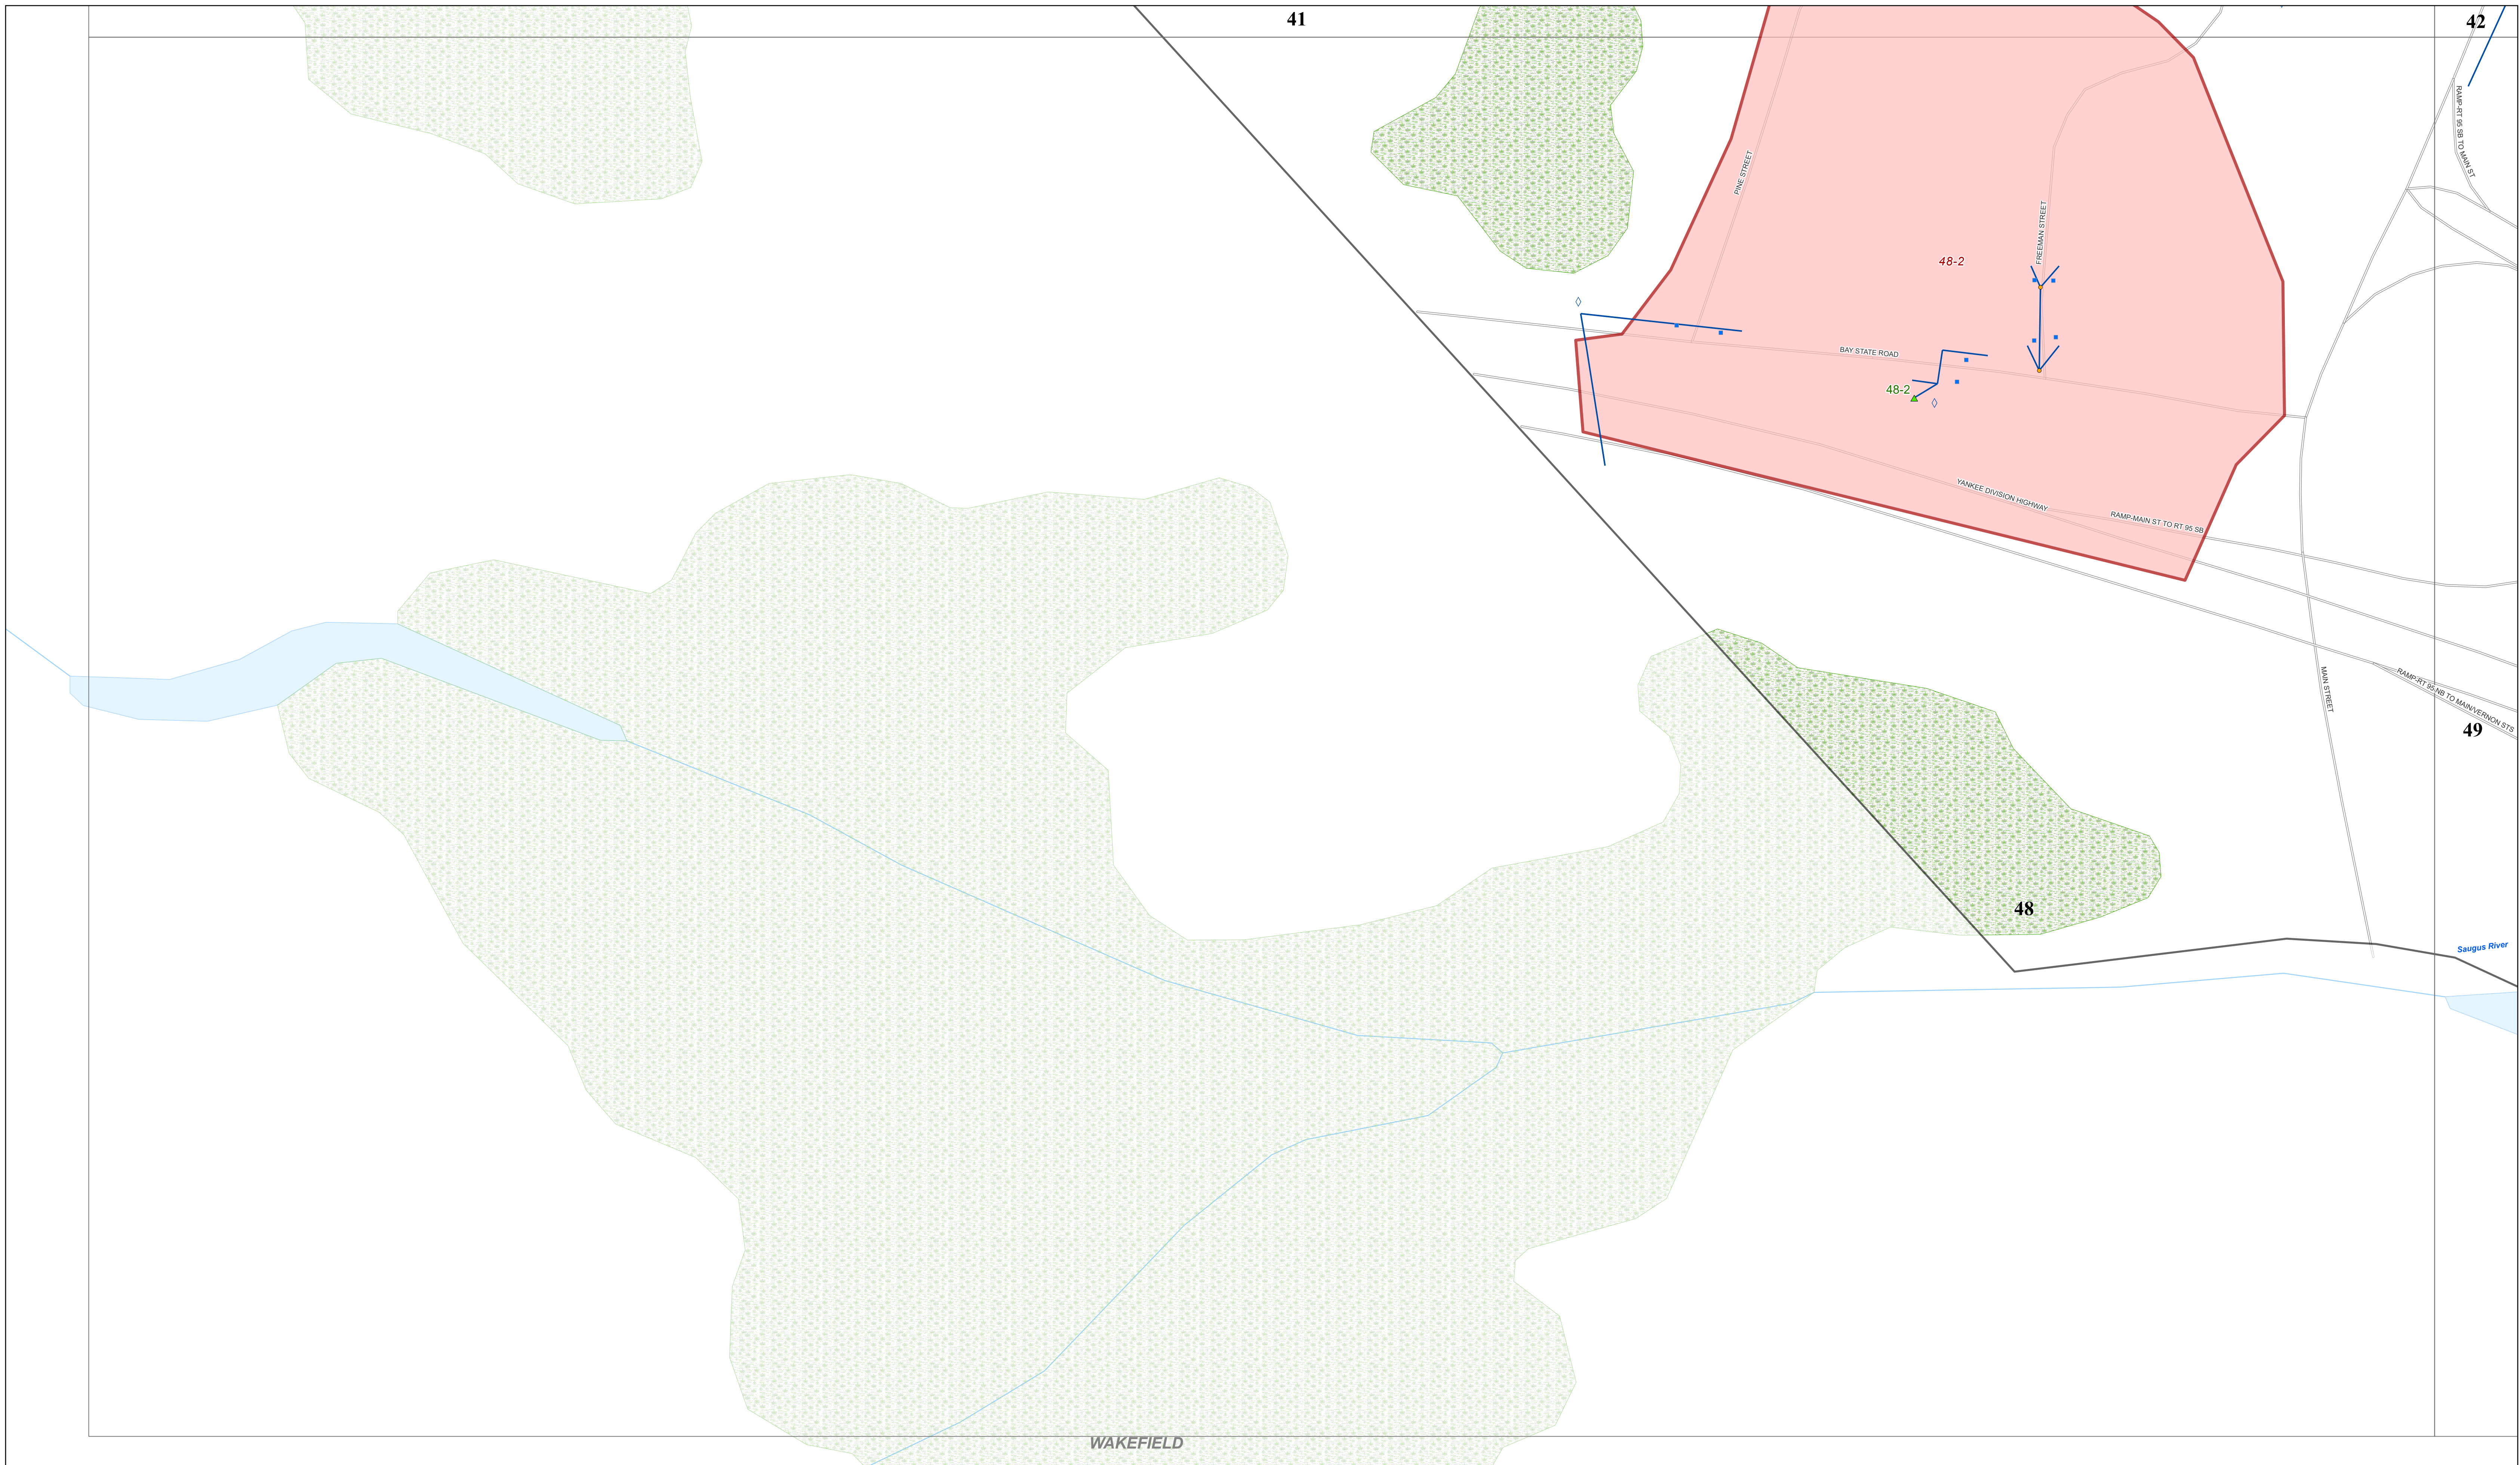 41
42
RAMP-RT 95 SB TO MAIN ST
PINE STREET
FREEMAN STREET
48-2
BAY STATE ROAD
48-2
YANKEE DIVISION HIGHWAY
RAMP-MAIN ST TO RT 95 SB
MAIN STREET
RAMP-RT 95-NB TO MAIN/VERNON STS
49
48
Saugus River
WAKEFIELD